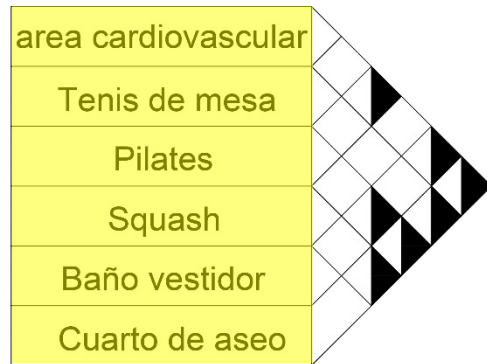 area cardiovascular
Tenis de mesa
Pilates
Squash
Baño vestidor
Cuarto de aseo